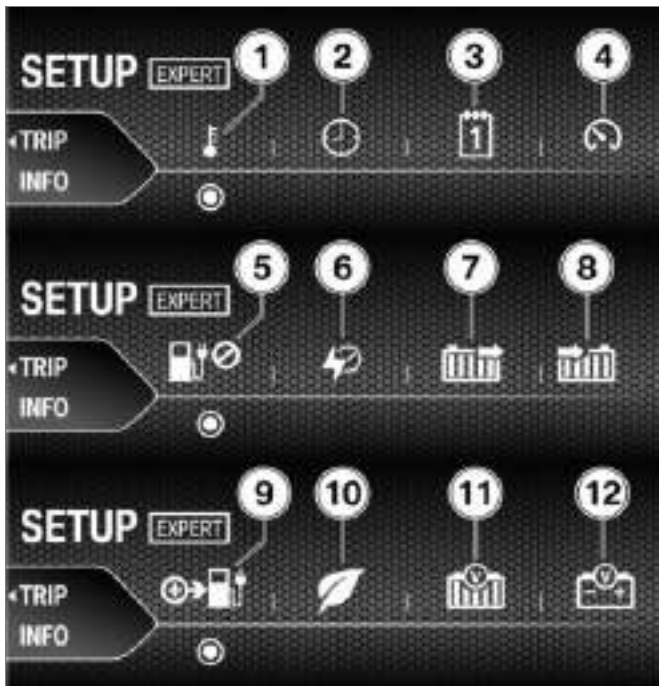 SETUP EXPERT 1 2 3 4
TRIP
INFO
1
SETUP EXPERT 5 6 7 8
TRIP
INFO
SETUP EXPERT 9 10 11 12
TRIP
INFO
V V
- +